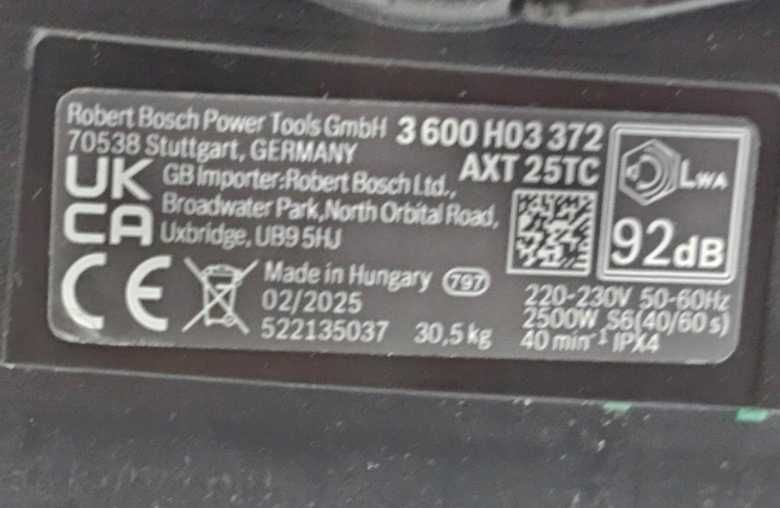 Robert Bosch Power Tools GmbH 3 600 H03 372
70538 Stuttgart, GERMANY AXT 25TC
UK
CA
GB Importer:Robert Bosch Ltd.,
Broadwater Park,North Orbital Road,
Uxbridge, UB9 5HJ
LWA
92dB
CE
Made in Hungary 797
02/2025
522135037 30,5 kg
220-230V 50-60Hz
2500W S6(40/60 s)
40 min⁻¹ IPX4